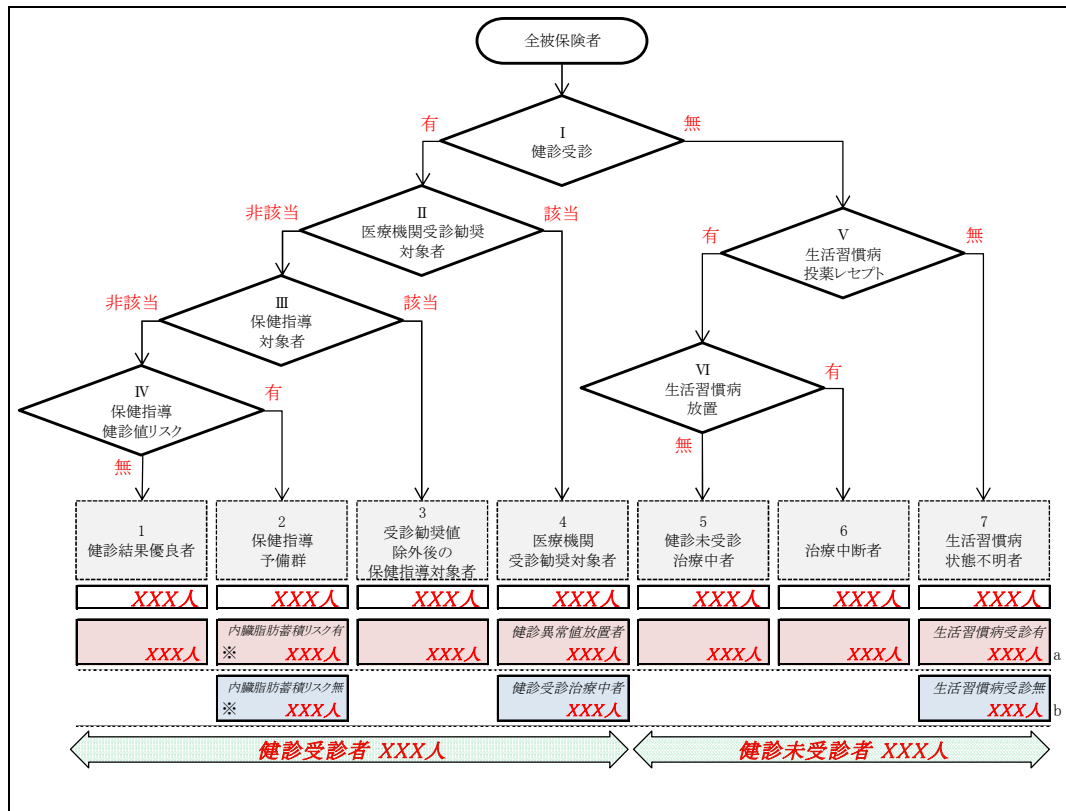 全被保険者
Ⅰ
健診受診
有
無
Ⅱ
医療機関受診勧奨
対象者
非該当
該当
Ⅴ
生活習慣病
投薬レセプト
有
無
Ⅲ
保健指導
対象者
非該当
該当
Ⅵ
生活習慣病
放置
有
無
Ⅳ
保健指導
健診値リスク
有
無
1
健診結果優良者
2
保健指導
予備群
3
受診勧奨値
除外後の
保健指導対象者
4
医療機関
受診勧奨対象者
5
健診未受診
治療中者
6
治療中断者
7
生活習慣病
状態不明者
XXX人
XXX人
XXX人
XXX人
XXX人
XXX人
XXX人
XXX人
内臓脂肪蓄積リスク有
※ XXX人
XXX人
健診異常値放置者
XXX人
XXX人
XXX人
生活習慣病受診有
XXX人
a
内臓脂肪蓄積リスク無
※ XXX人
健診受診治療中者
XXX人
生活習慣病受診無
XXX人
b
健診受診者 XXX人
健診未受診者 XXX人